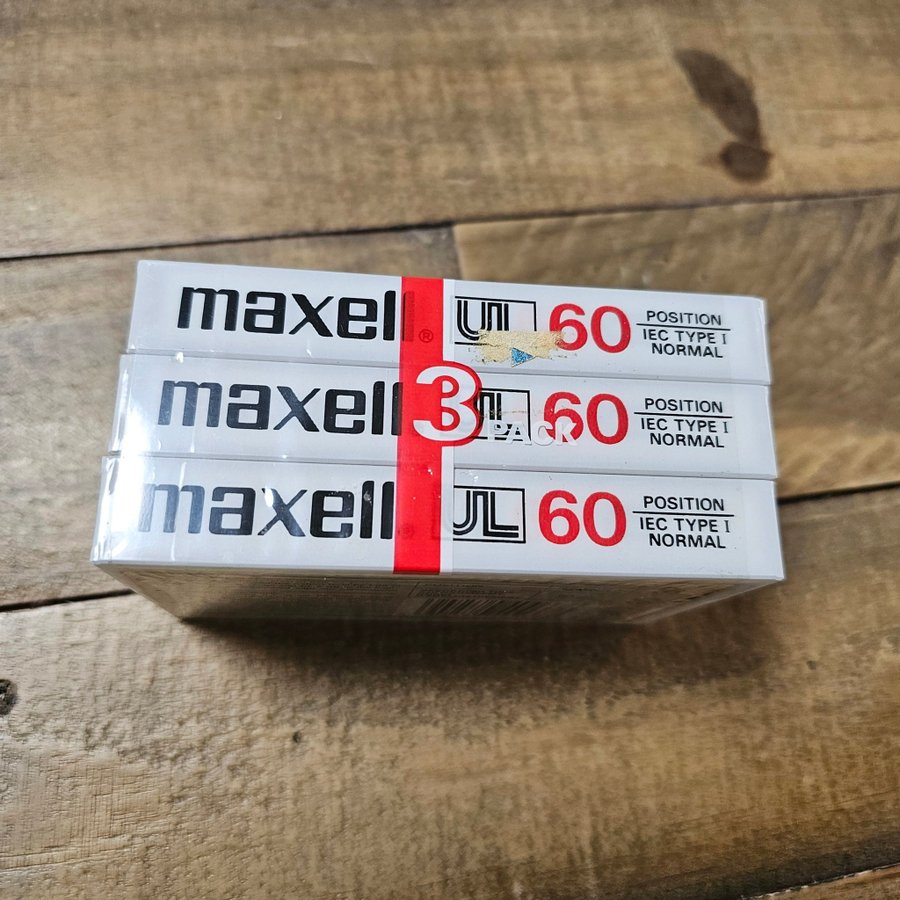 maxell® UL 60 POSITION
IEC TYPE I
NORMAL
maxell UL 60 POSITION
IEC TYPE I
NORMAL
3 PACK
maxell UL 60 POSITION
IEC TYPE I
NORMAL